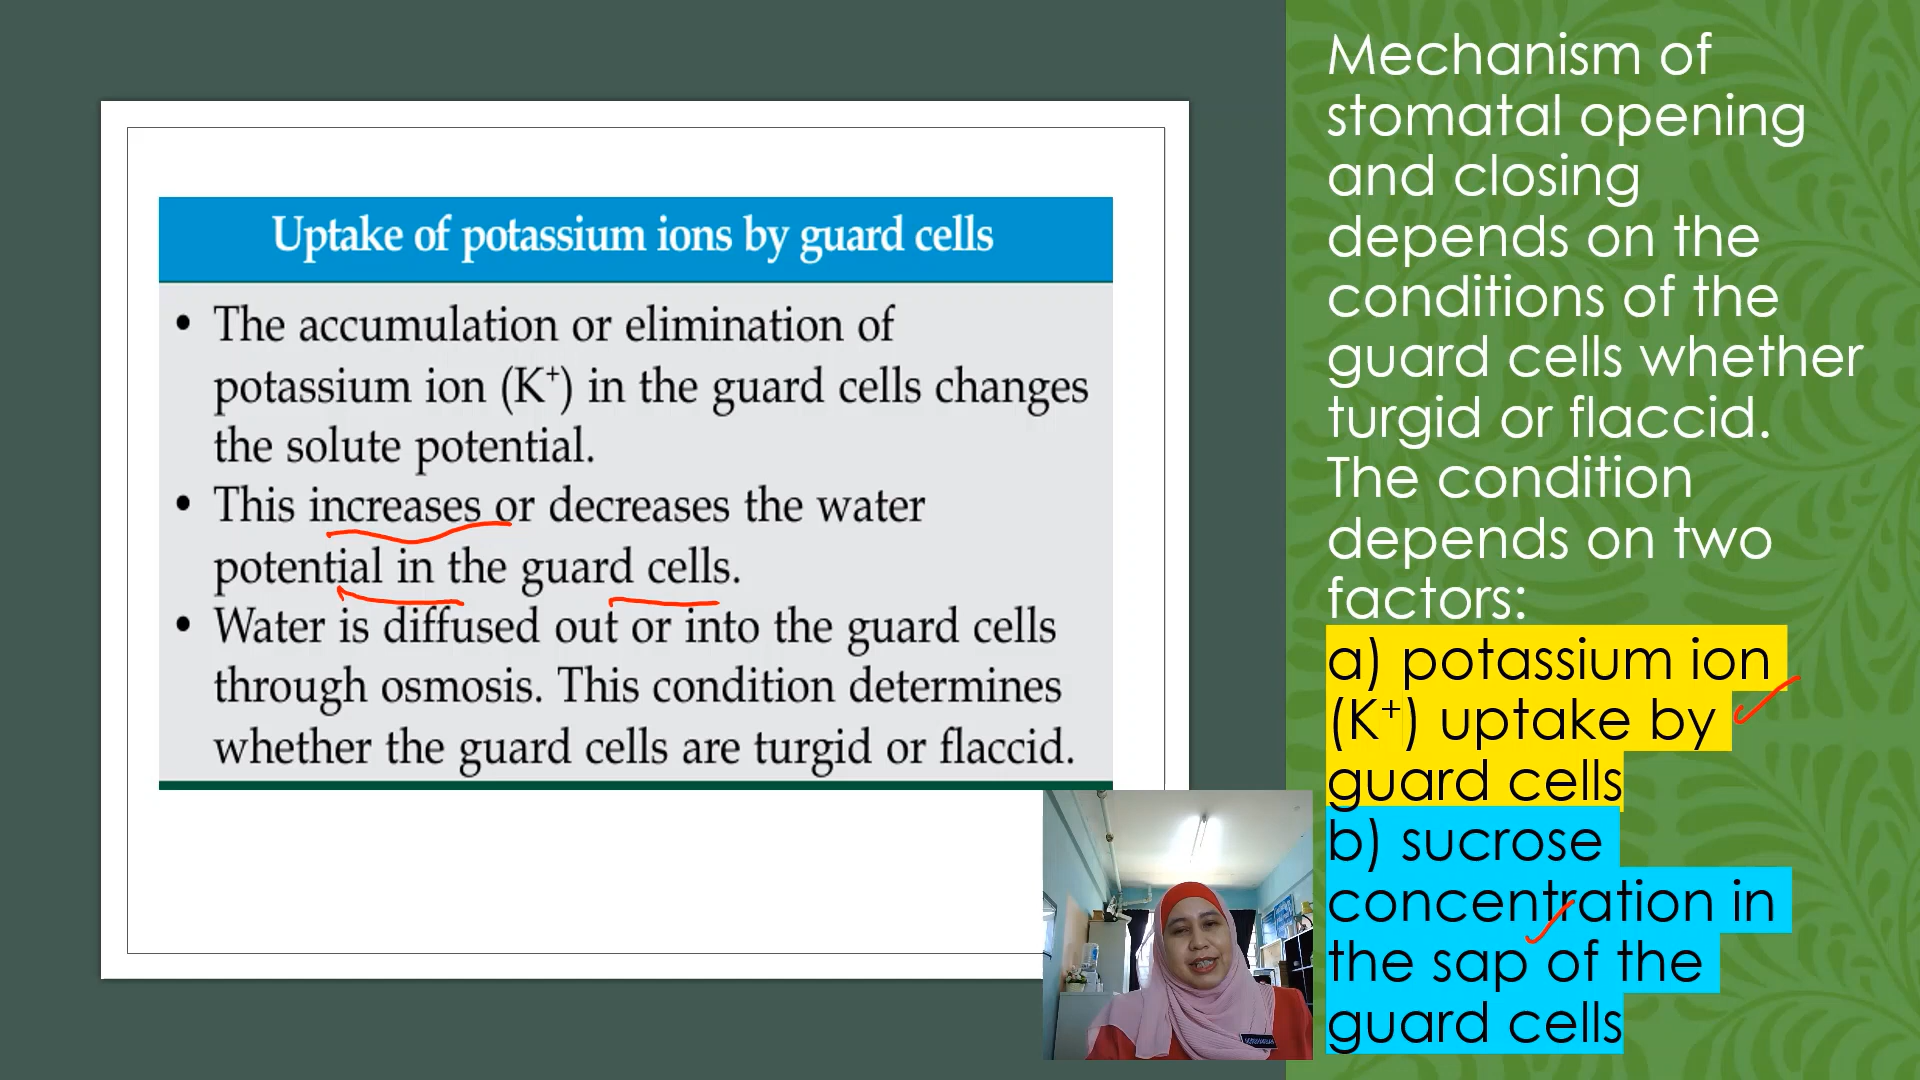 Uptake of potassium ions by guard cells
• The accumulation or elimination of
potassium ion (K⁺) in the guard cells changes
the solute potential.
• This increases or decreases the water
potential in the guard cells.
• Water is diffused out or into the guard cells
through osmosis. This condition determines
whether the guard cells are turgid or flaccid.
Mechanism of
stomatal opening
and closing
depends on the
conditions of the
guard cells whether
turgid or flaccid.
The condition
depends on two
factors:
a) potassium ion
(K⁺) uptake by
guard cells
b) sucrose
concentration in
the sap of the
guard cells